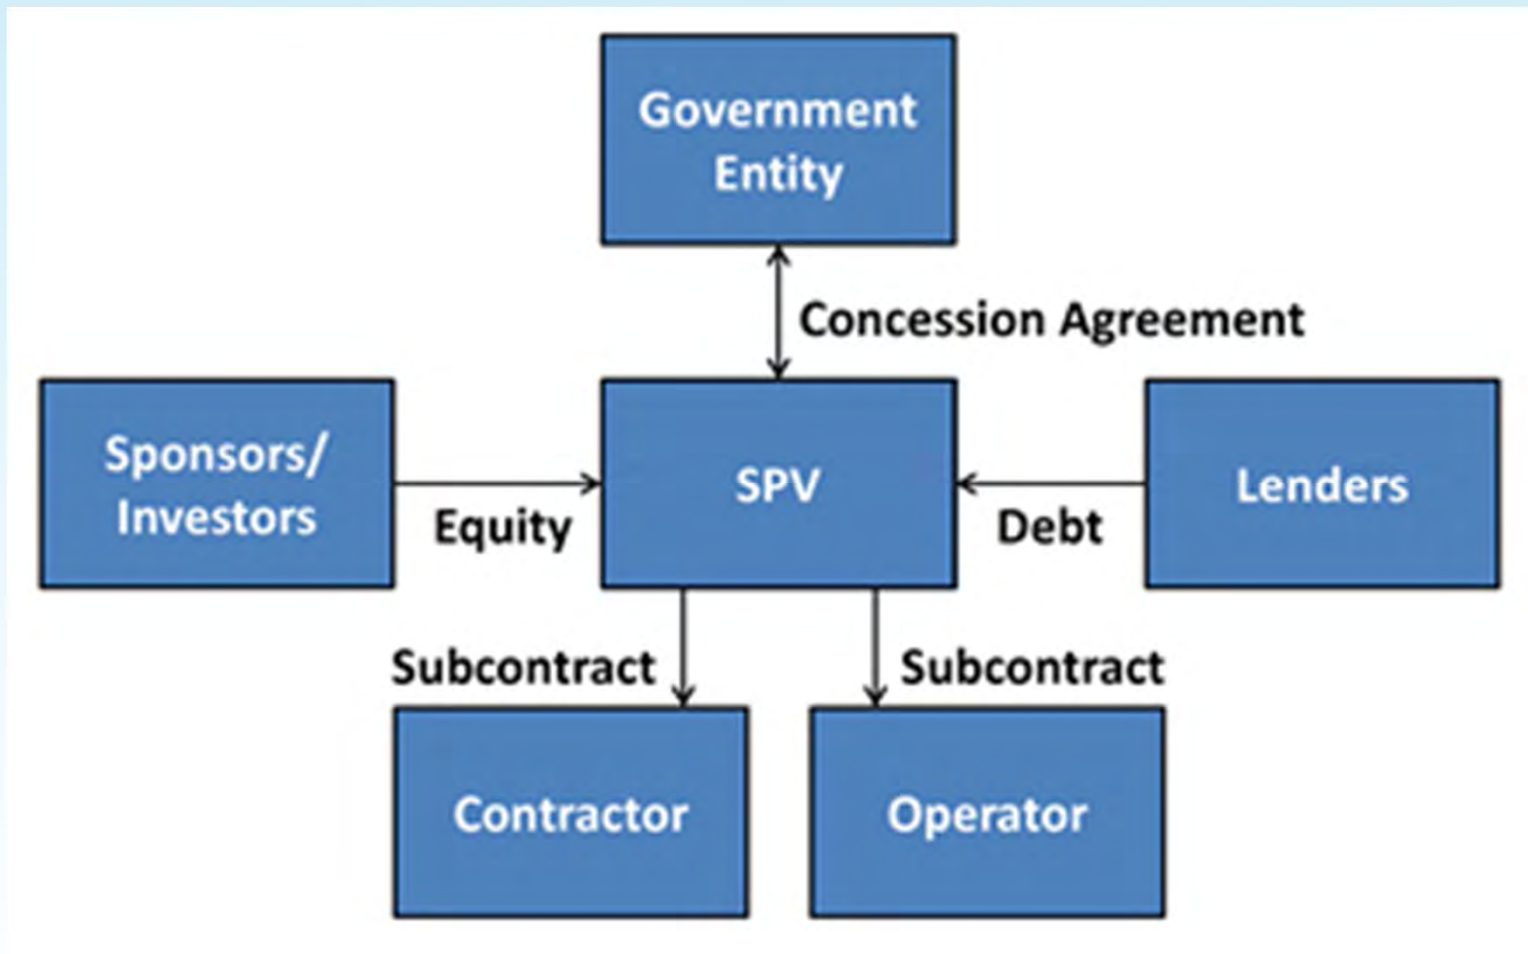 Government
Entity
Concession Agreement
Sponsors/
Investors
Equity
SPV
Debt
Lenders
Subcontract
Subcontract
Contractor
Operator